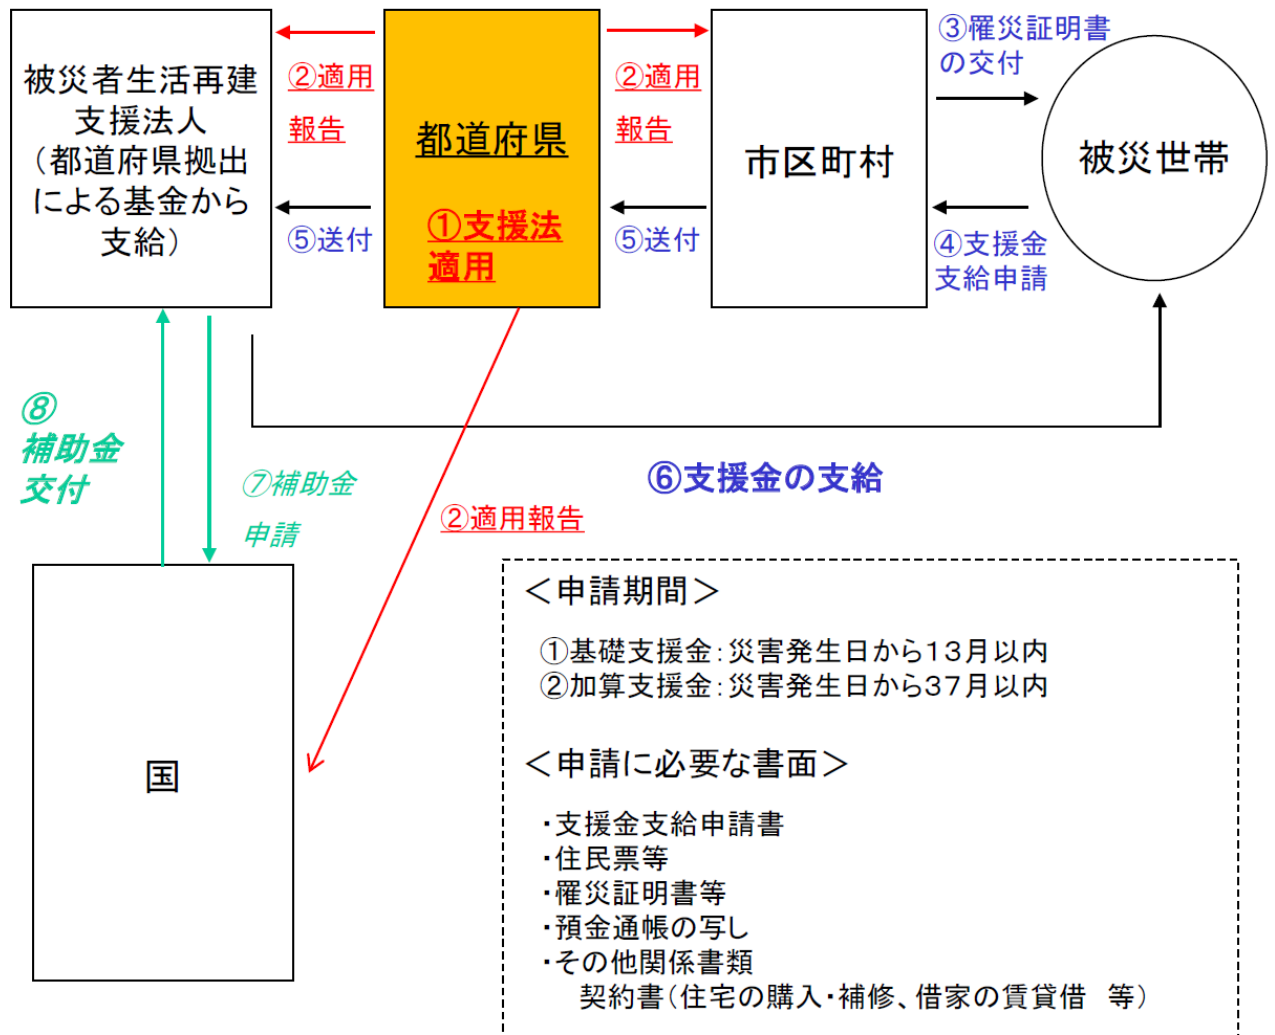 被災者生活再建
支援法人
（都道府県拠出
による基金から
支給）
②適用
報告
⑤送付
都道府県
①支援法
適用
②適用
報告
⑤送付
市区町村
③罹災証明書
の交付
④支援金
支給申請
被災世帯
⑧
補助金
交付
⑦補助金
申請
⑥支援金の支給
②適用報告
国
＜申請期間＞
①基礎支援金：災害発生日から１３月以内
②加算支援金：災害発生日から３７月以内
＜申請に必要な書面＞
・支援金支給申請書
・住民票等
・罹災証明書等
・預金通帳の写し
・その他関係書類
契約書（住宅の購入・補修、借家の賃貸借　等）